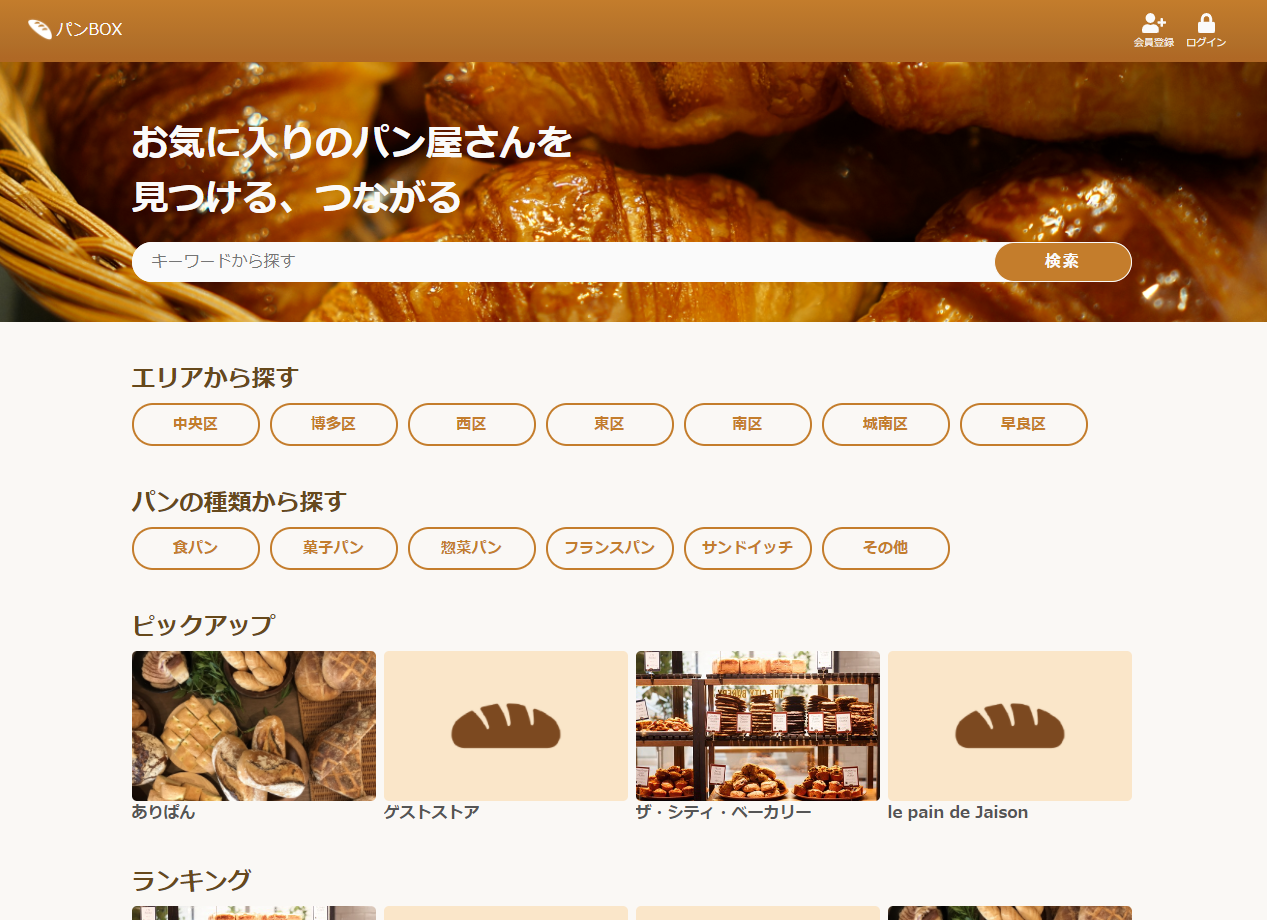 パンBOX
会員登録 ログイン
お気に入りのパン屋さんを
見つける、つながる
キーワードから探す 検索
エリアから探す
中央区 博多区 西区 東区 南区 城南区 早良区
パンの種類から探す
食パン 菓子パン 惣菜パン フランスパン サンドイッチ その他
ピックアップ
ありぱん ゲストストア ザ・シティ・ベーカリー le pain de Jaison
ランキング